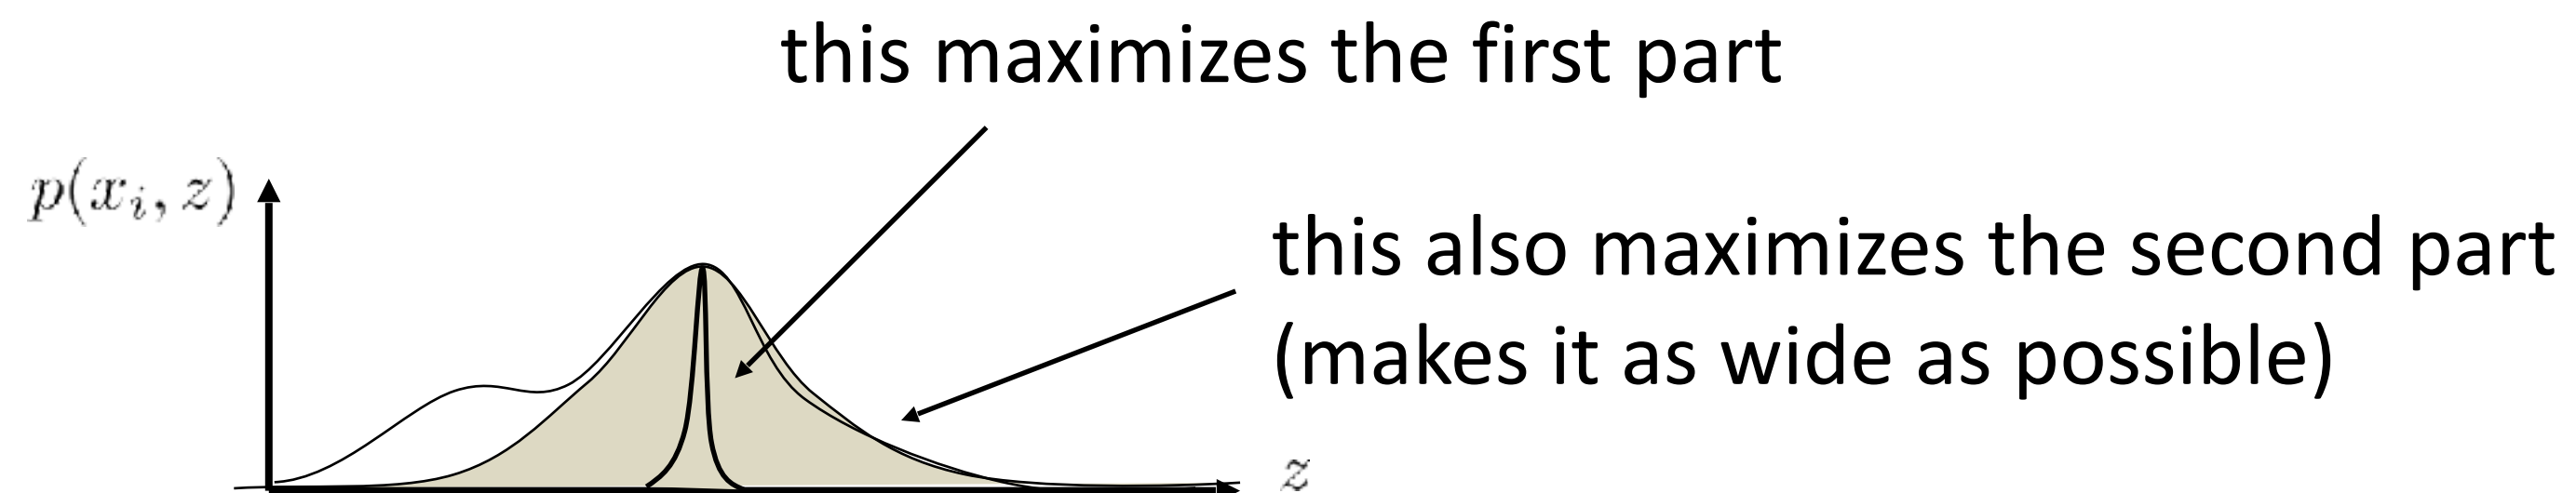 this maximizes the first part
p(x_i, z)
this also maximizes the second part
(makes it as wide as possible)
z